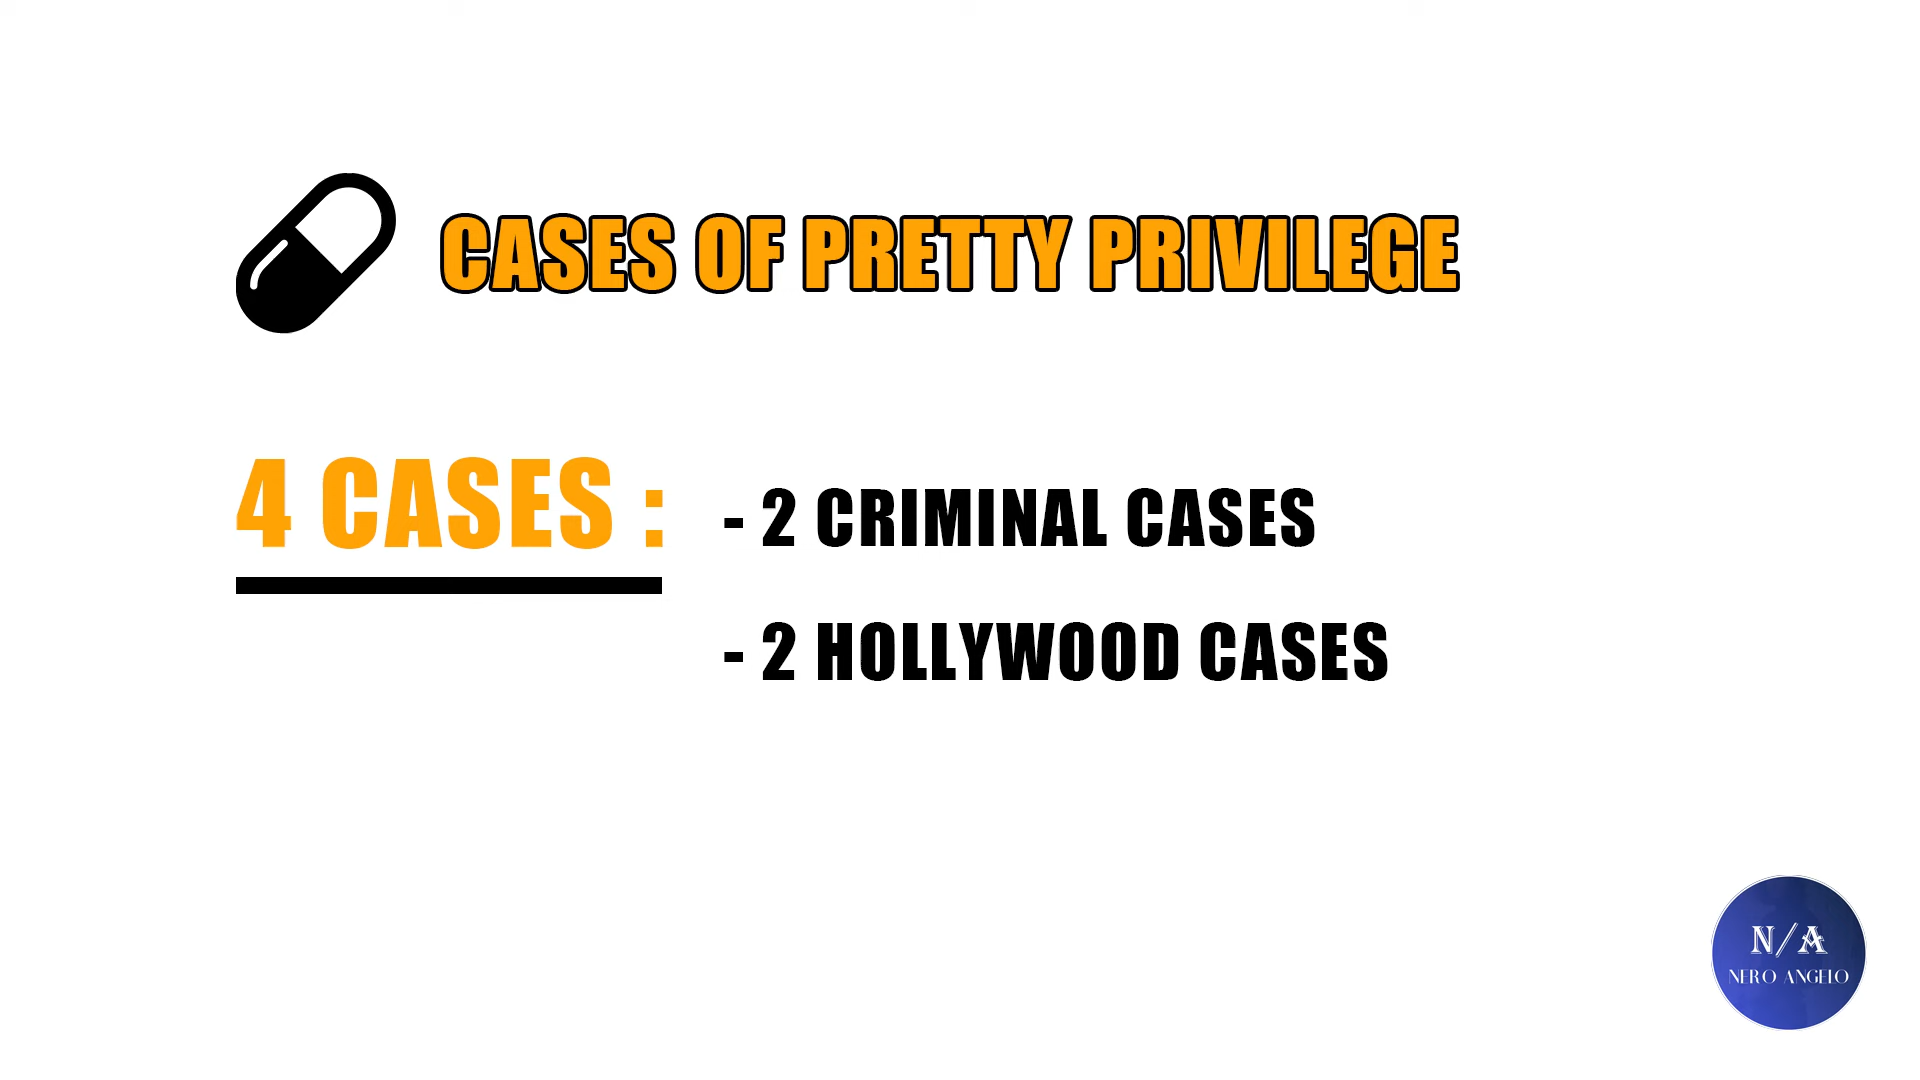 CASES OF PRETTY PRIVILEGE
4 CASES :
- 2 CRIMINAL CASES
- 2 HOLLYWOOD CASES
N/A
NERO ANGELO